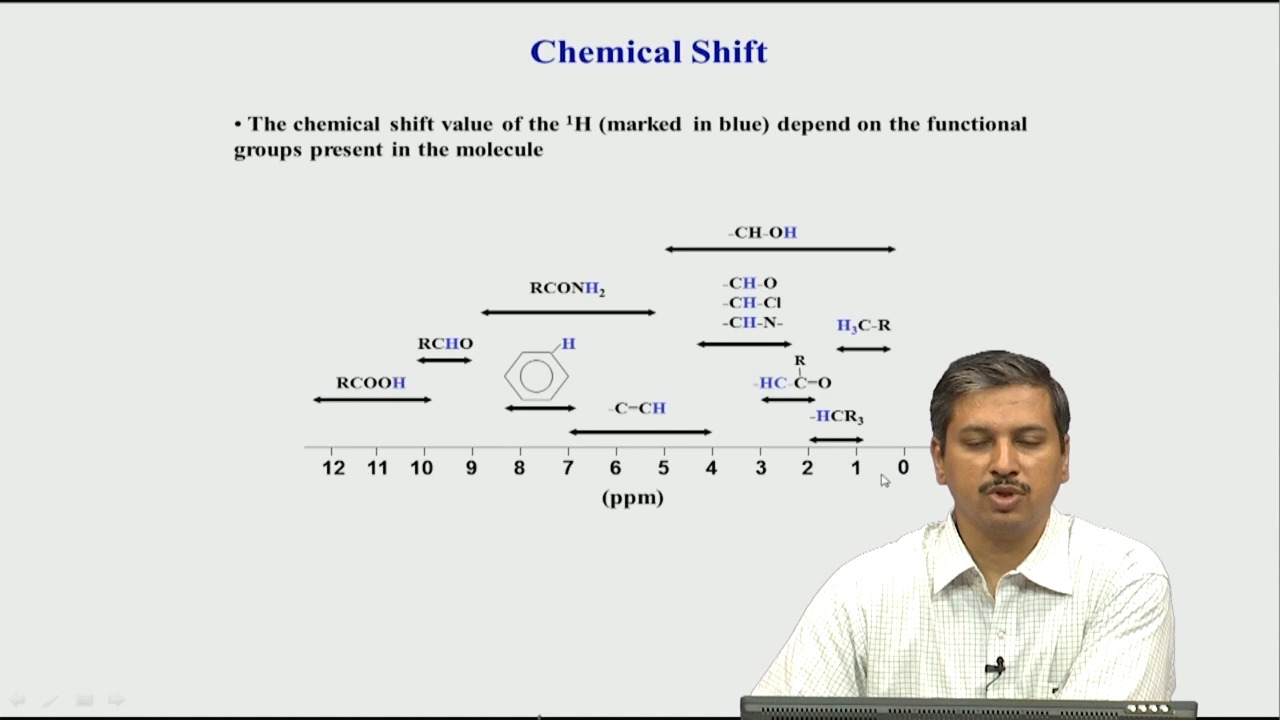 Chemical Shift
• The chemical shift value of the ¹H (marked in blue) depend on the functional
groups present in the molecule
-CH-OH
RCONH₂
-CH-O
-CH-Cl
-CH-N-
H₃C-R
RCHO
H
R
RCOOH
-HC-C=O
-C=CH
-HCR₃
12 11 10 9 8 7 6 5 4 3 2 1 0
(ppm)